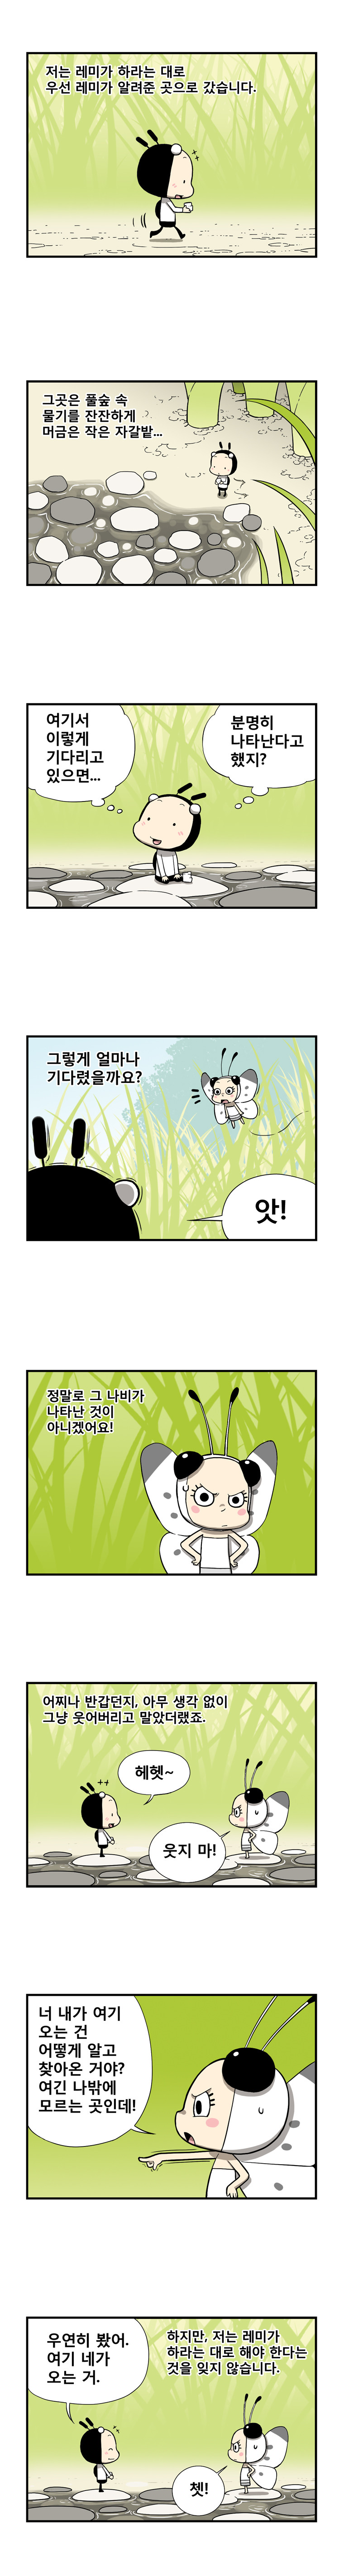 저는 레미가 하라는 대로
우선 레미가 알려준 곳으로 갔습니다.
그곳은 풀숲 속
물기를 잔잔하게
머금은 작은 자갈밭...
여기서
이렇게
기다리고
있으면...
분명히
나타난다고
했지?
그렇게 얼마나
기다렸을까요?
앗!
정말로 그 나비가
나타난 것이
아니겠어요!
어찌나 반갑던지, 아무 생각 없이
그냥 웃어버리고 말았더랬죠.
헤헷~
웃지 마!
너 내가 여기
오는 건
어떻게 알고
찾아온 거야?
여긴 나밖에
모르는 곳인데!
우연히 봤어.
여기 네가
오는 거.
하지만, 저는 레미가
하라는 대로 해야 한다는
것을 잊지 않습니다.
쳇!